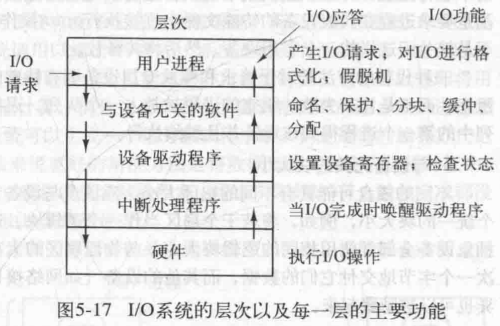 层次 I/O应答 I/O功能
I/O请求
用户进程 产生I/O请求，对I/O进行格式化、假脱机
与设备无关的软件 命名、保护、分块、缓冲、分配
设备驱动程序 设置设备寄存器，检查状态
中断处理程序 当I/O完成时唤醒驱动程序
硬件 执行I/O操作
图5-17 I/O系统的层次以及每一层的主要功能